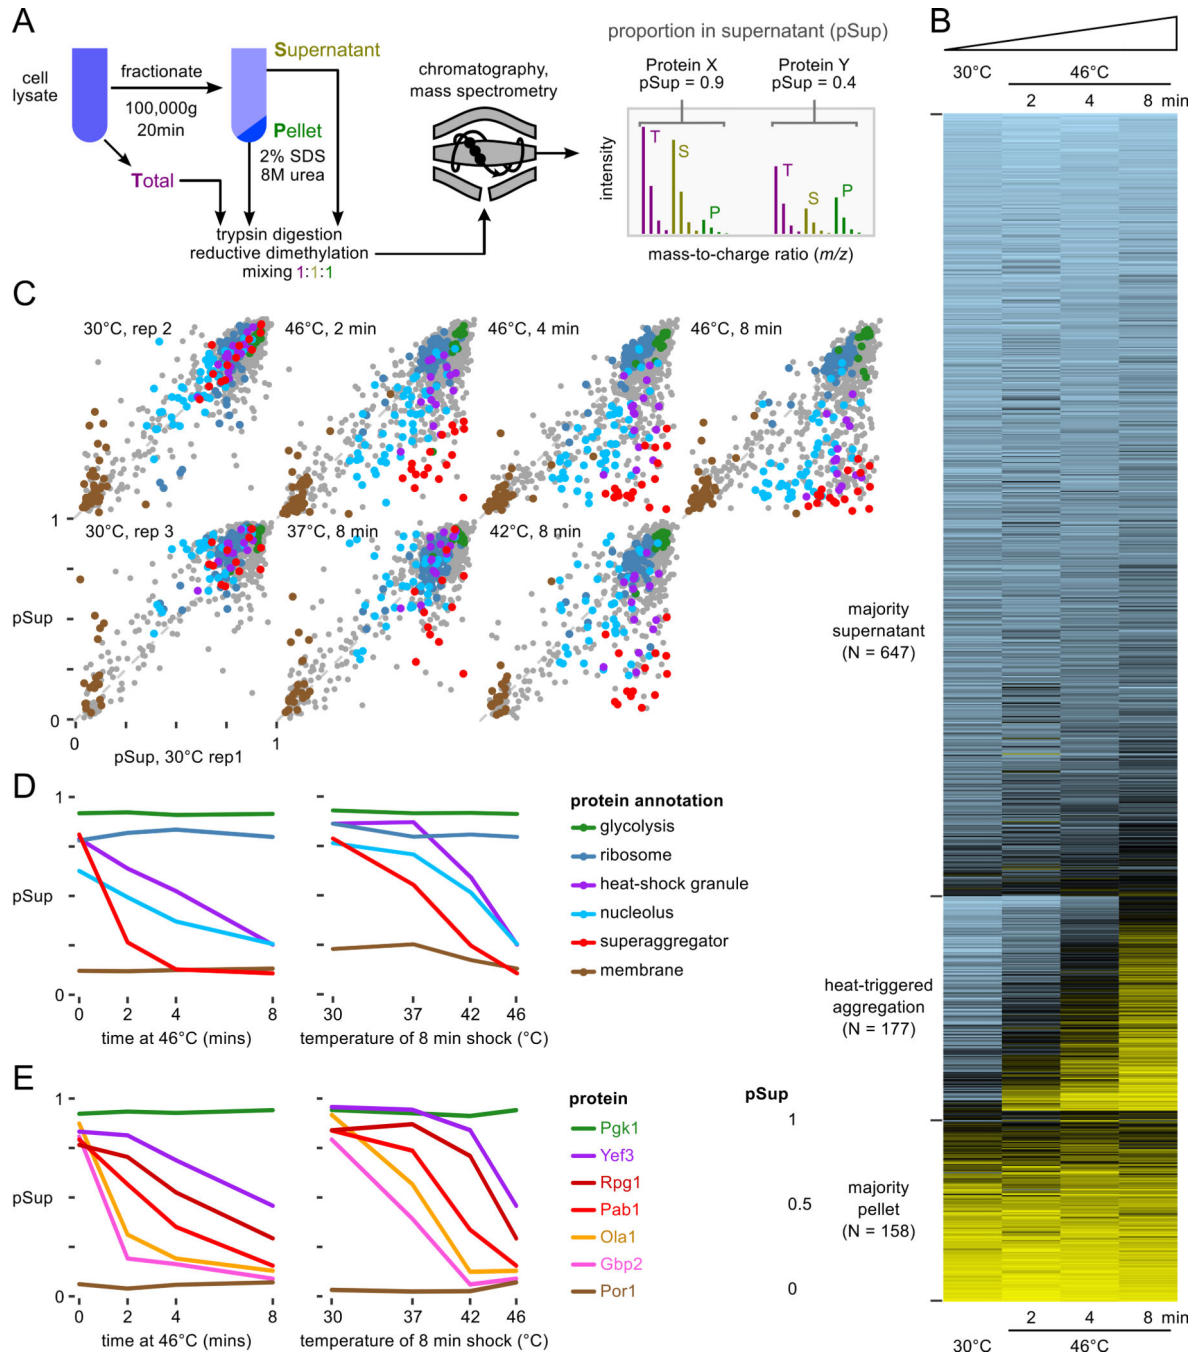 A
cell
lysate
fractionate
100,000g
20min
Supernatant
Pellet
2% SDS
8M urea
Total
trypsin digestion
reductive dimethylation
mixing 1:1:1
chromatography,
mass spectrometry
proportion in supernatant (pSup)
Protein X
pSup = 0.9
Protein Y
pSup = 0.4
intensity
T
S
P
T
S
P
mass-to-charge ratio (m/z)
B
30°C
46°C
2 4 8 min
majority
supernatant
(N = 647)
heat-triggered
aggregation
(N = 177)
majority
pellet
(N = 158)
2 4 8 min
30°C
46°C
C
30°C, rep 2
46°C, 2 min
46°C, 4 min
46°C, 8 min
30°C, rep 3
37°C, 8 min
42°C, 8 min
1
pSup
0
0 1
pSup, 30°C rep1
D
1
pSup
0
0 2 4 8
time at 46°C (mins)
30 37 42 46
temperature of 8 min shock (°C)
protein annotation
glycolysis
ribosome
heat-shock granule
nucleolus
superaggregator
membrane
E
1
pSup
0
0 2 4 8
time at 46°C (mins)
30 37 42 46
temperature of 8 min shock (°C)
protein
Pgk1
Yef3
Rpg1
Pab1
Ola1
Gbp2
Por1
pSup
1
0.5
0